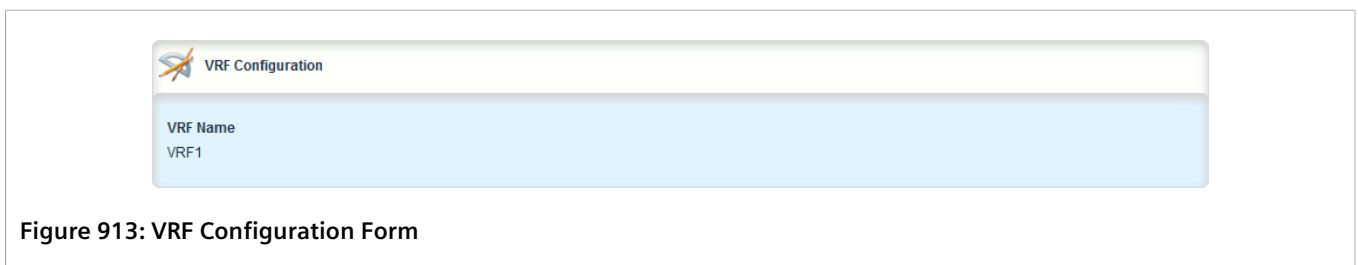 VRF Configuration
VRF Name
VRF1
Figure 913: VRF Configuration Form